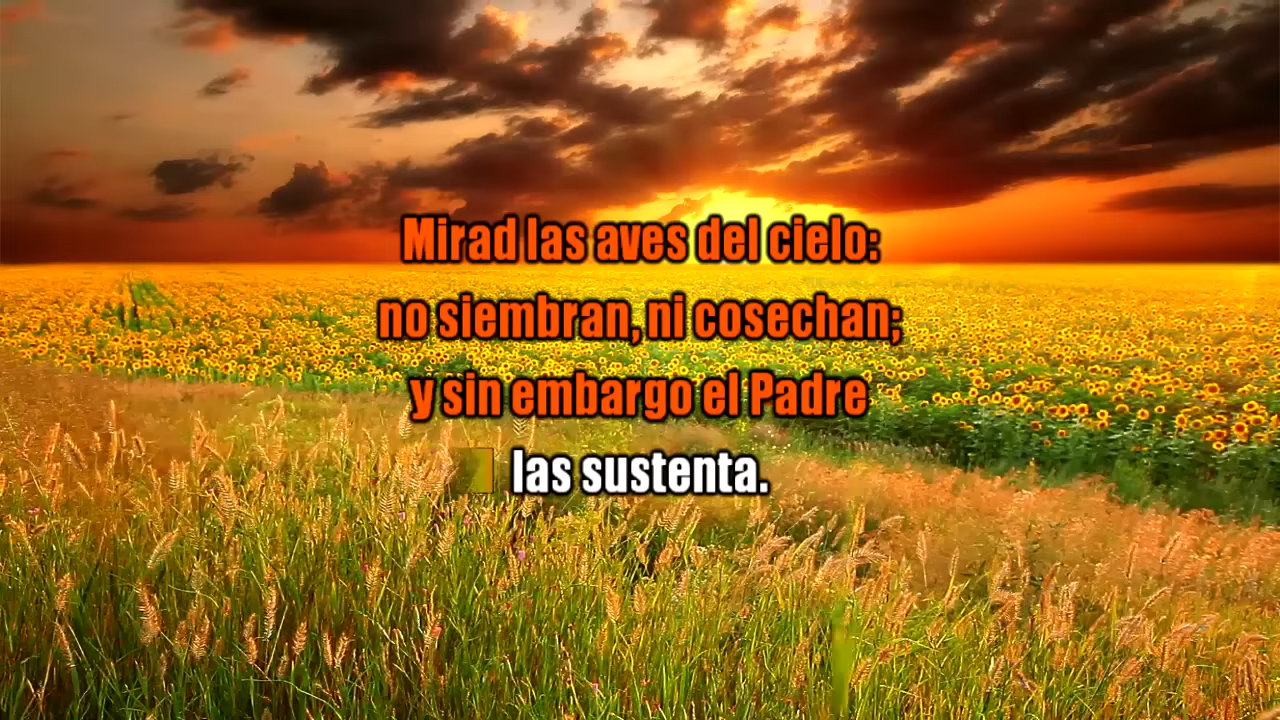 Mirad las aves del cielo:
no siembran, ni cosechan;
y sin embargo el Padre
las sustenta.